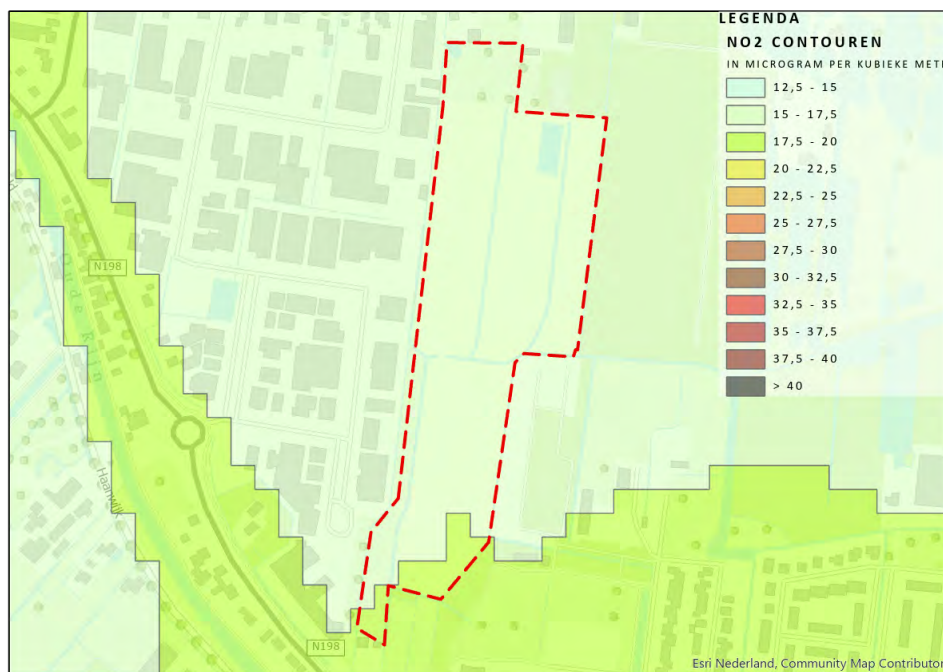 LEGENDA
NO2 CONTOUREN
IN MICROGRAM PER KUBIEKE METE
12,5 - 15
15 - 17,5
17,5 - 20
20 - 22,5
22,5 - 25
25 - 27,5
27,5 - 30
30 - 32,5
32,5 - 35
35 - 37,5
37,5 - 40
> 40
N198
Oude Rijn
Haanwijk
N198
Esri Nederland, Community Map Contributor